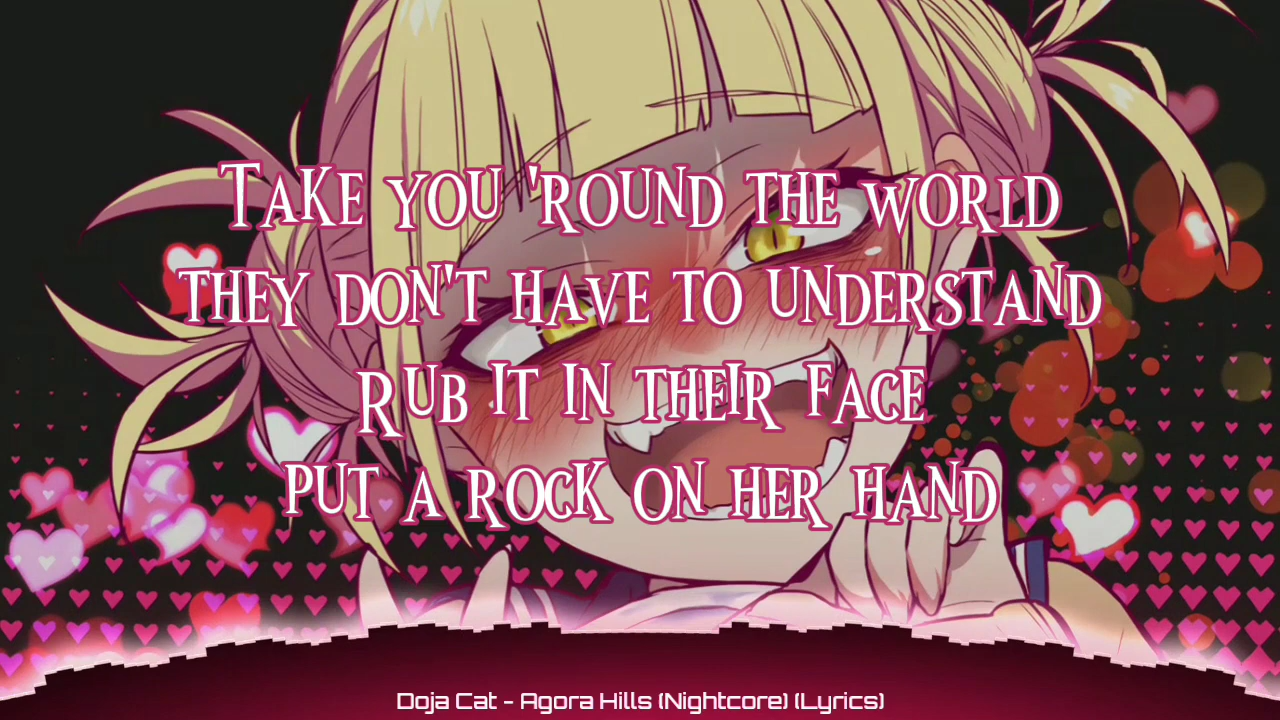 Take you 'round the world
they don't have to understand
Rub it in their face
put a rock on her hand
Doja Cat - Agora Hills (Nightcore) (Lyrics)